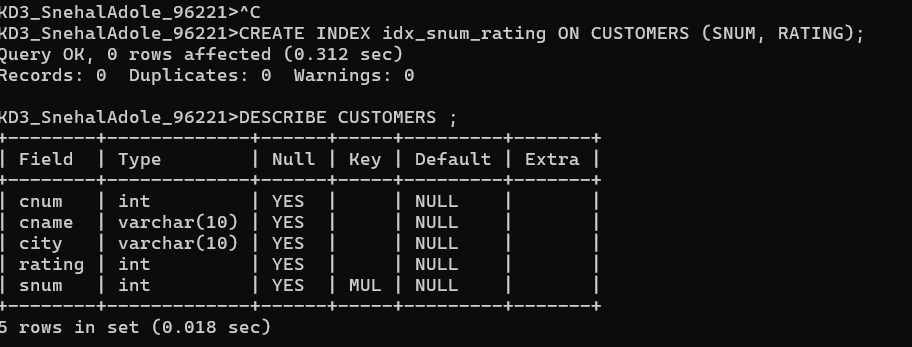 KD3_SnehalAdole_96221>^C
KD3_SnehalAdole_96221>CREATE INDEX idx_snum_rating ON CUSTOMERS (SNUM, RATING);
Query OK, 0 rows affected (0.312 sec)
Records: 0  Duplicates: 0  Warnings: 0
KD3_SnehalAdole_96221>DESCRIBE CUSTOMERS ;
+--------+-------------+------+-----+---------+-------+
| Field  | Type        | Null | Key | Default | Extra |
+--------+-------------+------+-----+---------+-------+
| cnum   | int         | YES  |     | NULL    |       |
| cname  | varchar(10) | YES  |     | NULL    |       |
| city   | varchar(10) | YES  |     | NULL    |       |
| rating | int         | YES  |     | NULL    |       |
| snum   | int         | YES  | MUL | NULL    |       |
+--------+-------------+------+-----+---------+-------+
5 rows in set (0.018 sec)